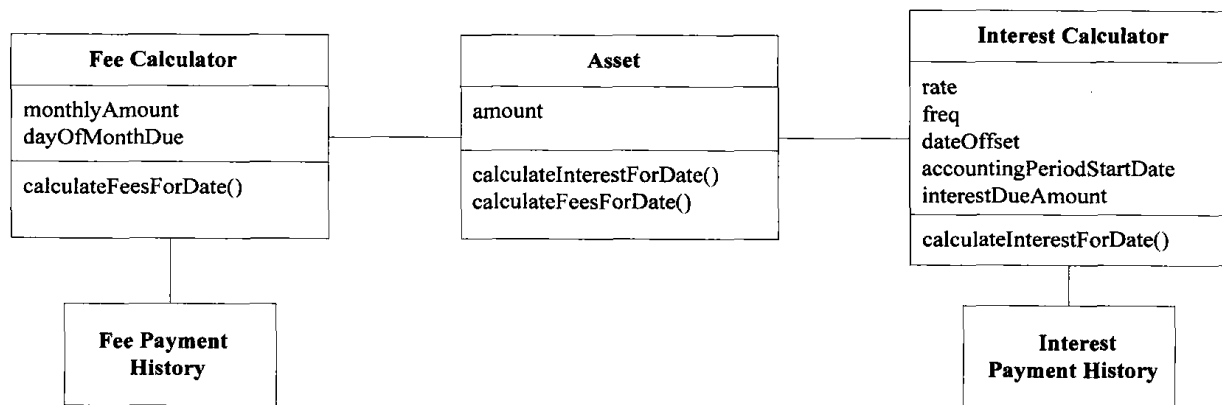 Fee Calculator
monthlyAmount
dayOfMonthDue
calculateFeesForDate()
Asset
amount
calculateInterestForDate()
calculateFeesForDate()
Interest Calculator
rate
freq
dateOffset
accountingPeriodStartDate
interestDueAmount
calculateInterestForDate()
Fee Payment
History
Interest
Payment History